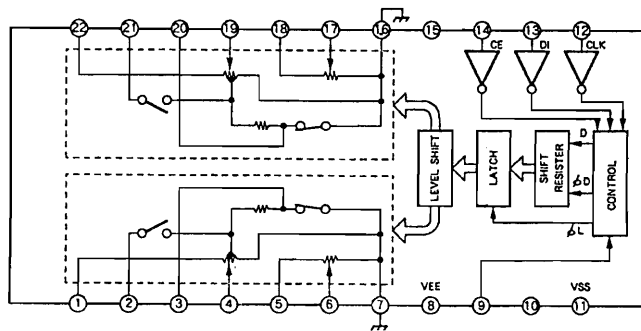 22 21 20 19 18 17 16 15 14 13 12
CE DI CLK
LEVEL SHIFT
LATCH
SHIFT
RESISTER
CONTROL
D
ϕD
ϕL
VEE VSS
1 2 3 4 5 6 7 8 9 10 11